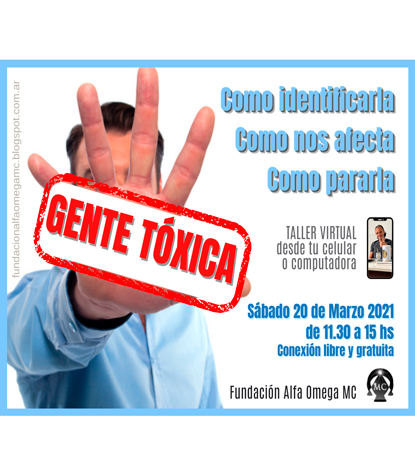 fundacionalfaomegamc.blogspot.com.ar
Como identificarla
Como nos afecta
Como pararla
GENTE TÓXICA
TALLER VIRTUAL
desde tu celular
o computadora
Sábado 20 de Marzo 2021
de 11.30 a 15 hs
Conexión libre y gratuita
Fundación Alfa Omega MC
MC